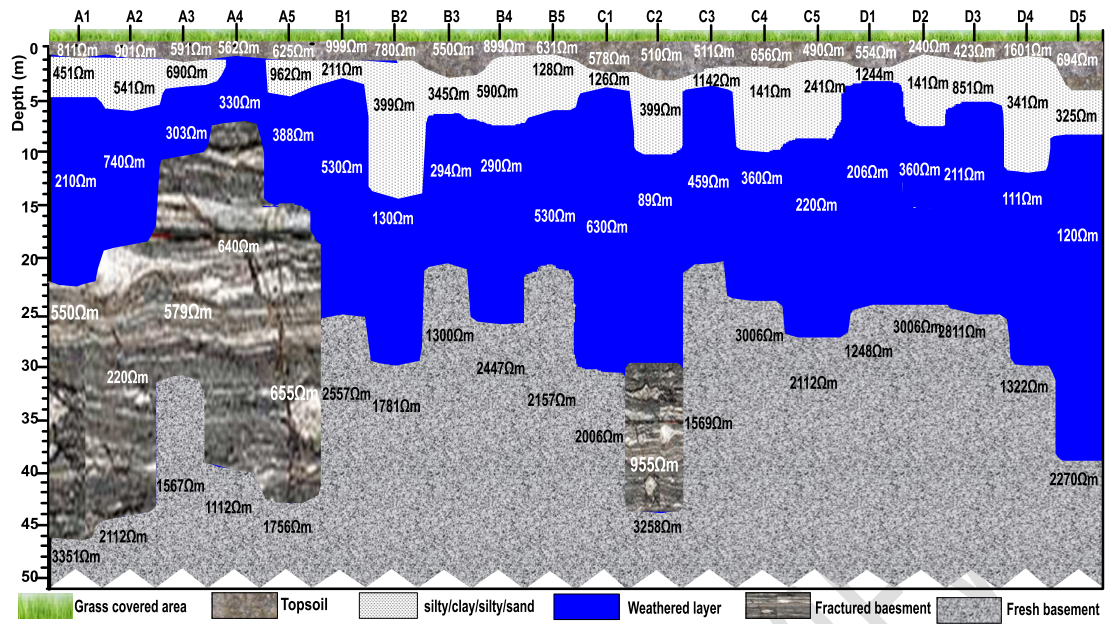 A1 A2 A3 A4 A5 B1 B2 B3 B4 B5 C1 C2 C3 C4 C5 D1 D2 D3 D4 D5
Depth (m)
0
5
10
15
20
25
30
35
40
45
50
811Ωm 901Ωm 591Ωm 562Ωm 625Ωm 999Ωm 780Ωm 550Ωm 899Ωm 631Ωm 578Ωm 510Ωm 511Ωm 656Ωm 490Ωm 554Ωm 240Ωm 423Ωm 1601Ωm 694Ωm
451Ωm 541Ωm 690Ωm 330Ωm 962Ωm 211Ωm 399Ωm 345Ωm 590Ωm 128Ωm 126Ωm 399Ωm 1142Ωm 141Ωm 241Ωm 1244m 141Ωm 851Ωm 341Ωm 325Ωm
210Ωm 740Ωm 303Ωm 388Ωm 530Ωm 130Ωm 294Ωm 290Ωm 530Ωm 630Ωm 89Ωm 459Ωm 360Ωm 220Ωm 206Ωm 360Ωm 211Ωm 111Ωm 120Ωm
550Ωm 220Ωm 579Ωm 640Ωm 655Ωm 955Ωm
3351Ωm 2112Ωm 1567Ωm 1112Ωm 1756Ωm 2557Ωm 1781Ωm 1300Ωm 2447Ωm 2157Ωm 2006Ωm 3258Ωm 1569Ωm 3006Ωm 2112Ωm 1248Ωm 3006Ωm 2811Ωm 1322Ωm 2270Ωm
Grass covered area Topsoil silty/clay/silty/sand Weathered layer Fractured baesment Fresh basement